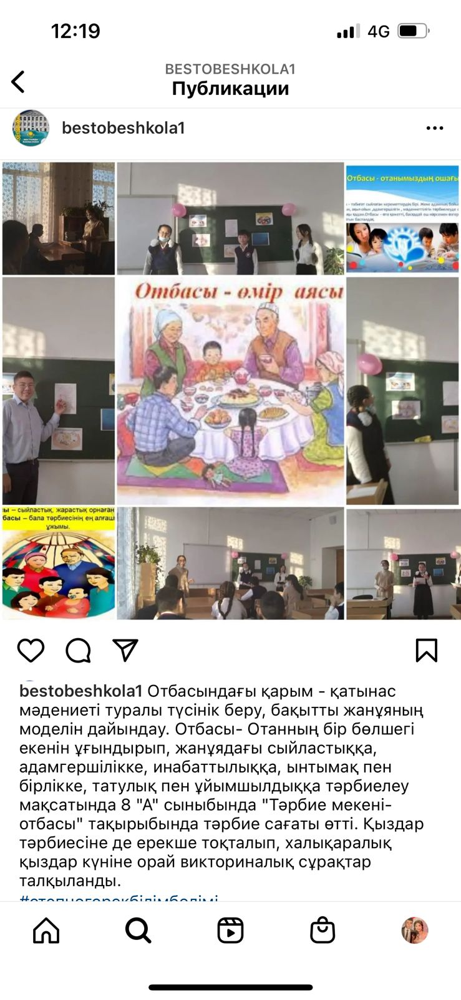 12:19
4G
BESTOBESHKOLA1
Публикации
bestobeshkola1
Отбасы - отанымыздың ошағы
Отбасы - өмір аясы
ы – сыйластық, жарастық орнаған
басы – бала тәрбиесінің ең алғаш
ұжымы.
bestobeshkola1 Отбасындағы қарым - қатынас
мәдениеті туралы түсінік беру, бақытты жанұяның
моделін дайындау. Отбасы- Отанның бір бөлшегі
екенін ұғындырып, жанұядағы сыйластыққа,
адамгершілікке, инабаттылыққа, ынтымақ пен
бірлікке, татулық пен ұйымшылдыққа тәрбиелеу
мақсатында 8 "А" сыныбында "Тәрбие мекені-
отбасы" тақырыбында тәрбие сағаты өтті. Қыздар
тәрбиесіне де ерекше тоқталып, халықаралық
қыздар күніне орай викториналық сұрақтар
талқыланды.